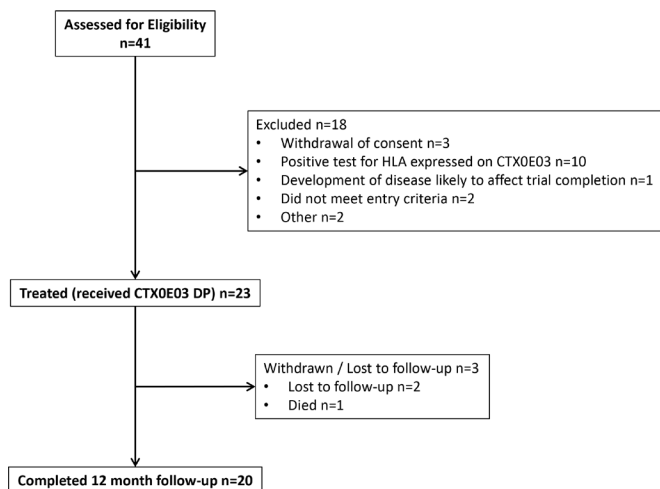 Assessed for Eligibility
n=41
Excluded n=18
• Withdrawal of consent n=3
• Positive test for HLA expressed on CTX0E03 n=10
• Development of disease likely to affect trial completion n=1
• Did not meet entry criteria n=2
• Other n=2
Treated (received CTX0E03 DP) n=23
Withdrawn / Lost to follow-up n=3
• Lost to follow-up n=2
• Died n=1
Completed 12 month follow-up n=20